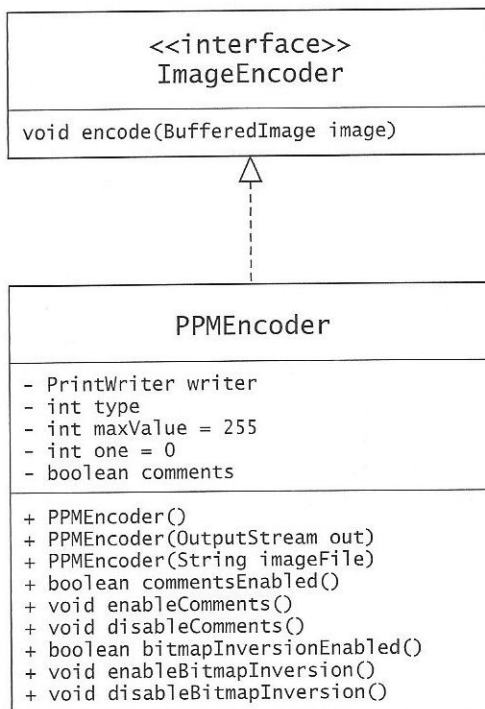 <<interface>>
ImageEncoder
void encode(BufferedImage image)
PPMEncoder
- PrintWriter writer
- int type
- int maxValue = 255
- int one = 0
- boolean comments
+ PPMEncoder()
+ PPMEncoder(OutputStream out)
+ PPMEncoder(String imageFile)
+ boolean commentsEnabled()
+ void enableComments()
+ void disableComments()
+ boolean bitmapInversionEnabled()
+ void enableBitmapInversion()
+ void disableBitmapInversion()